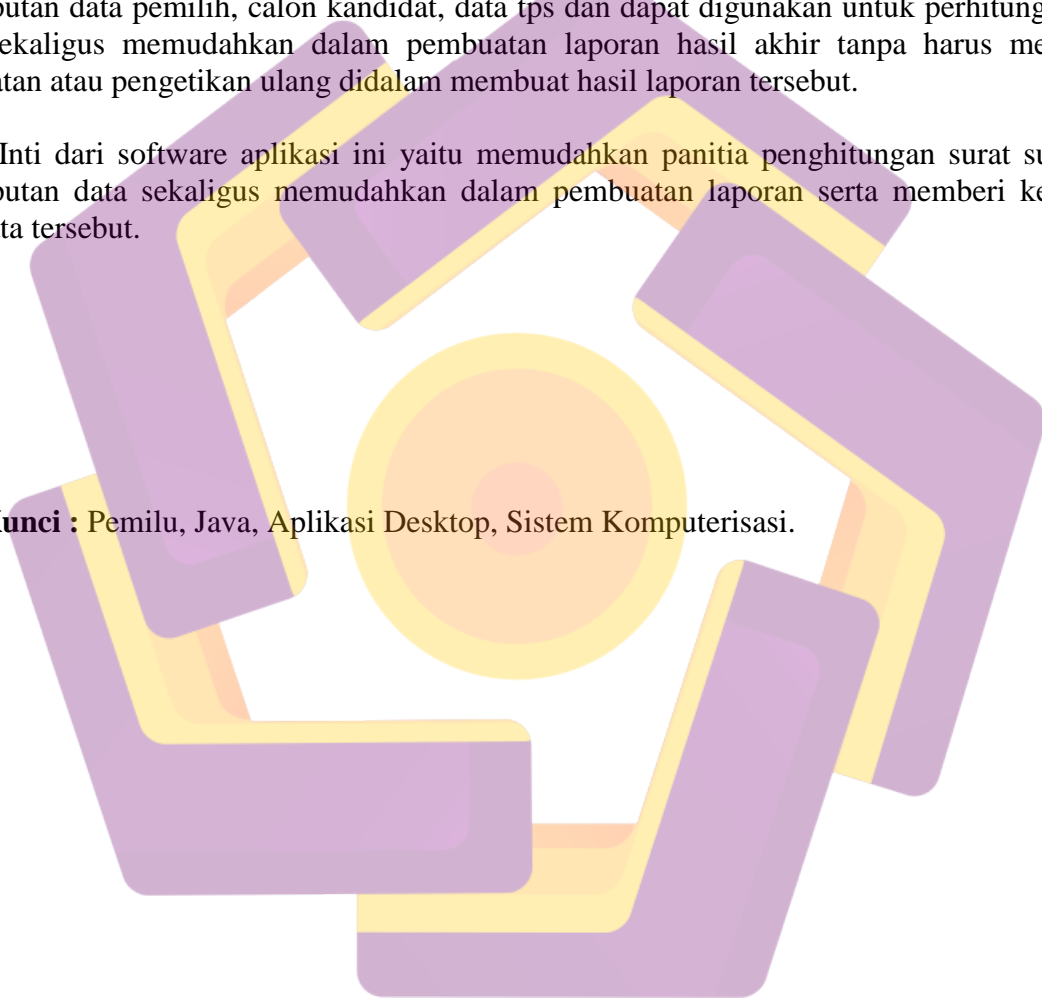 putan data pemilih, calon kandidat, data tps dan dapat digunakan untuk perhitung
sekaligus memudahkan dalam pembuatan laporan hasil akhir tanpa harus me
atan atau pengetikan ulang didalam membuat hasil laporan tersebut.
Inti dari software aplikasi ini yaitu memudahkan panitia penghitungan surat su
putan data sekaligus memudahkan dalam pembuatan laporan serta memberi ke
ta tersebut.
Kunci : Pemilu, Java, Aplikasi Desktop, Sistem Komputerisasi.